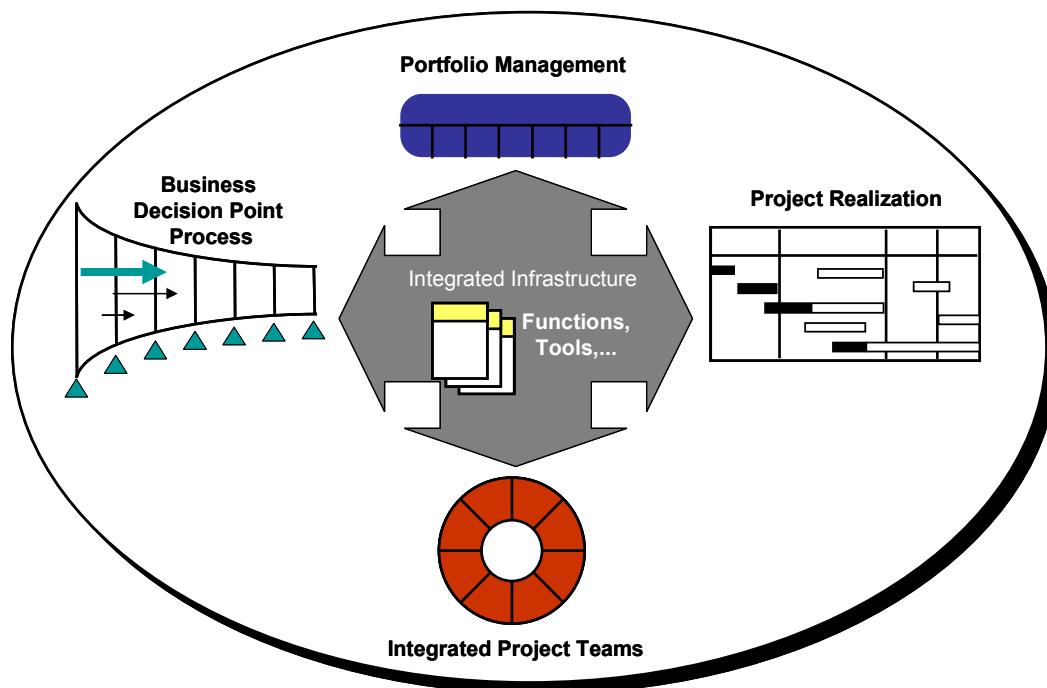 Portfolio Management
Business
Decision Point
Process
Project Realization
Integrated Infrastructure
Functions,
Tools,...
Integrated Project Teams